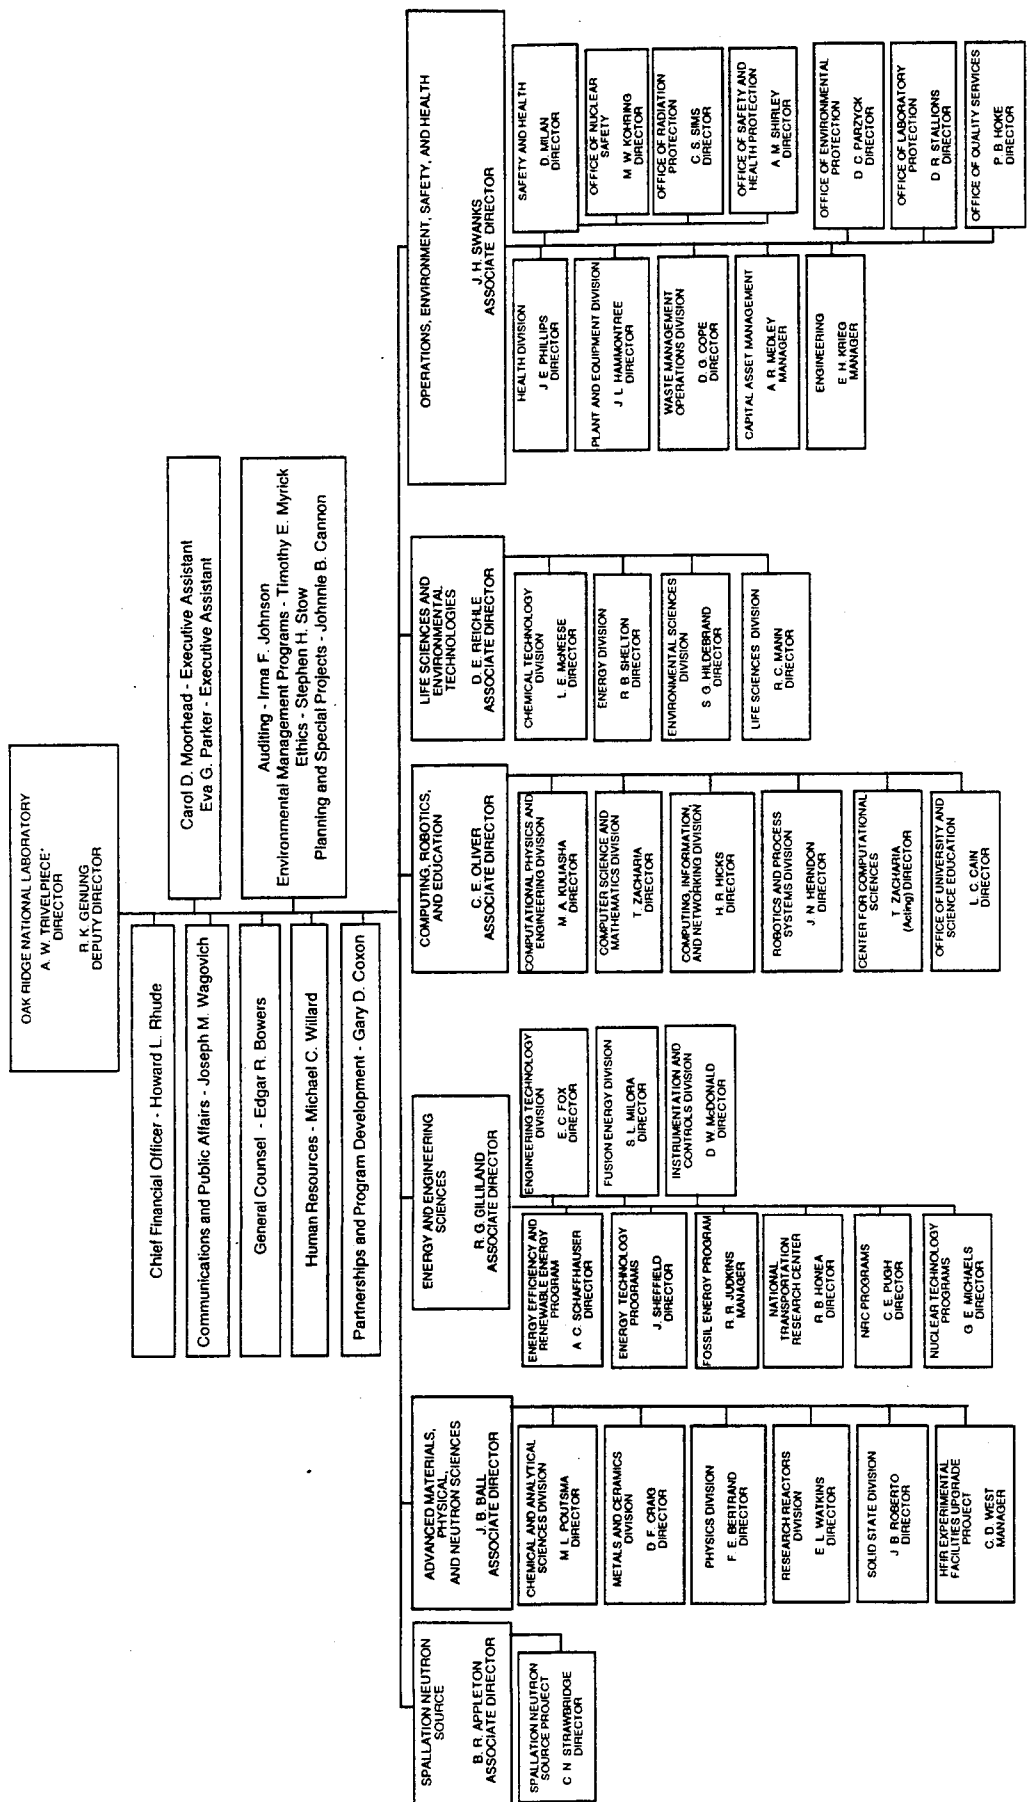 OAK RIDGE NATIONAL LABORATORY
A. W. TRIVELPIECE*
DIRECTOR
R. K. GENUNG
DEPUTY DIRECTOR
Carol D. Moorhead - Executive Assistant
Eva G. Parker - Executive Assistant
Chief Financial Officer - Howard L. Rhude
Communications and Public Affairs - Joseph M. Wagovich
General Counsel - Edgar R. Bowers
Human Resources - Michael C. Willard
Partnerships and Program Development - Gary D. Coxon
Auditing - Irma F. Johnson
Environmental Management Programs - Timothy E. Myrick
Ethics - Stephen H. Stow
Planning and Special Projects - Johnnie B. Cannon
SPALLATION NEUTRON
SOURCE
B. R. APPLETON
ASSOCIATE DIRECTOR
SPALLATION NEUTRON
SOURCE PROJECT
C N STRAWBRIDGE
DIRECTOR
ADVANCED MATERIALS,
PHYSICAL,
AND NEUTRON SCIENCES
J. B. BALL
ASSOCIATE DIRECTOR
CHEMICAL AND ANALYTICAL
SCIENCES DIVISION
M L POUTSMA
DIRECTOR
METALS AND CERAMICS
DIVISION
D. F. CRAIG
DIRECTOR
PHYSICS DIVISION
F. E. BERTRAND
DIRECTOR
RESEARCH REACTORS
DIVISION
E L WATKINS
DIRECTOR
SOLID STATE DIVISION
J B. ROBERTO
DIRECTOR
HFIR EXPERIMENTAL
FACILITIES UPGRADE
PROJECT
C. D. WEST
MANAGER
ENERGY AND ENGINEERING
SCIENCES
R. G. GILLILAND
ASSOCIATE DIRECTOR
ENERGY EFFICIENCY AND
RENEWABLE ENERGY
PROGRAM
A C. SCHAFFHAUSER
DIRECTOR
ENERGY TECHNOLOGY
PROGRAMS
J. SHEFFIELD
DIRECTOR
FOSSIL ENERGY PROGRAM
R. R. JUDKINS
MANAGER
NATIONAL
TRANSPORTATION
RESEARCH CENTER
R B. HONEA
DIRECTOR
NRC PROGRAMS
C. E. PUGH
DIRECTOR
NUCLEAR TECHNOLOGY
PROGRAMS
G E. MICHAELS
DIRECTOR
ENGINEERING TECHNOLOGY
DIVISION
E. C. FOX
DIRECTOR
FUSION ENERGY DIVISION
S L. MILORA
DIRECTOR
INSTRUMENTATION AND
CONTROLS DIVISION
D W. McDONALD
DIRECTOR
COMPUTING, ROBOTICS,
AND EDUCATION
C. E. OLIVER
ASSOCIATE DIRECTOR
COMPUTATIONAL PHYSICS AND
ENGINEERING DIVISION
M A. KULIASHA
DIRECTOR
COMPUTER SCIENCE AND
MATHEMATICS DIVISION
T. ZACHARIA
DIRECTOR
COMPUTING, INFORMATION,
AND NETWORKING DIVISION
H R. HICKS
DIRECTOR
ROBOTICS AND PROCESS
SYSTEMS DIVISION
J N. HERNDON
DIRECTOR
CENTER FOR COMPUTATIONAL
SCIENCES
T ZACHARIA
(Acting) DIRECTOR
OFFICE OF UNIVERSITY AND
SCIENCE EDUCATION
L. C. CAIN
DIRECTOR
LIFE SCIENCES AND
ENVIRONMENTAL
TECHNOLOGIES
D. E. REICHLE
ASSOCIATE DIRECTOR
CHEMICAL TECHNOLOGY
DIVISION
L. E. McNEESE
DIRECTOR
ENERGY DIVISION
R B. SHELTON
DIRECTOR
ENVIRONMENTAL SCIENCES
DIVISION
S G. HILDEBRAND
DIRECTOR
LIFE SCIENCES DIVISION
R. C. MANN
DIRECTOR
OPERATIONS, ENVIRONMENT, SAFETY, AND HEALTH
J. H. SWANKS
ASSOCIATE DIRECTOR
HEALTH DIVISION
J E. PHILLIPS
DIRECTOR
PLANT AND EQUIPMENT DIVISION
J L. HAMMONTREE
DIRECTOR
WASTE MANAGEMENT
OPERATIONS DIVISION
D. G. COPE
DIRECTOR
CAPITAL ASSET MANAGEMENT
A R. MEDLEY
MANAGER
ENGINEERING
E H. KRIEG
MANAGER
SAFETY AND HEALTH
D. MILAN
DIRECTOR
OFFICE OF NUCLEAR
SAFETY
M W KOHRING
DIRECTOR
OFFICE OF RADIATION
PROTECTION
C S. SIMS
DIRECTOR
OFFICE OF SAFETY AND
HEALTH PROTECTION
A M. SHIRLEY
DIRECTOR
OFFICE OF ENVIRONMENTAL
PROTECTION
D C. PARZYCK
DIRECTOR
OFFICE OF LABORATORY
PROTECTION
D R. STALLIONS
DIRECTOR
OFFICE OF QUALITY SERVICES
P. B. HOKE
DIRECTOR